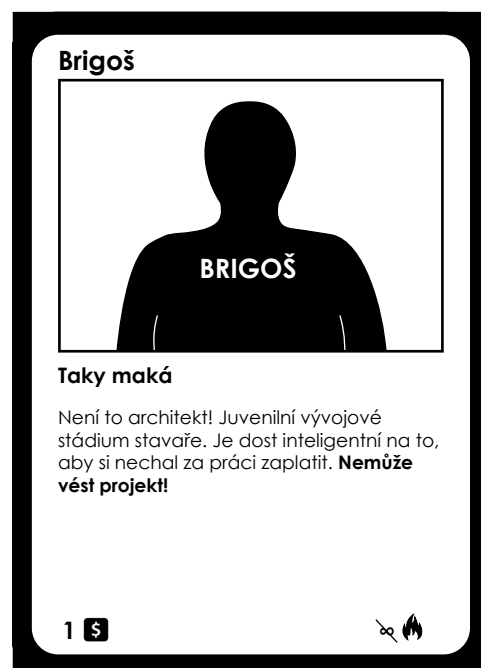 Brigoš
BRIGOŠ
Taky maká
Není to architekt! Juvenilní vývojové
stádium stavaře. Je dost inteligentní na to,
aby si nechal za práci zaplatit. Nemůže
vést projekt!
1 $